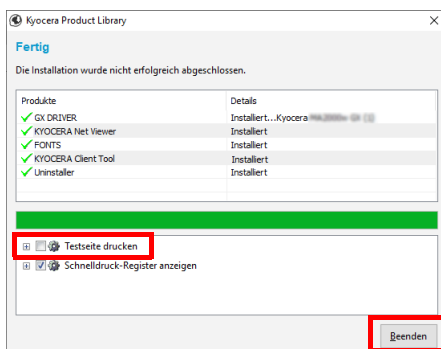 Kyocera Product Library
Fertig
Die Installation wurde nicht erfolgreich abgeschlossen.
Produkte Details
GX DRIVER Installiert...Kyocera
KYOCERA Net Viewer Installiert
FONTS Installiert
KYOCERA Client Tool Installiert
Uninstaller Installiert
Testseite drucken
Schnelldruck-Register anzeigen
Beenden